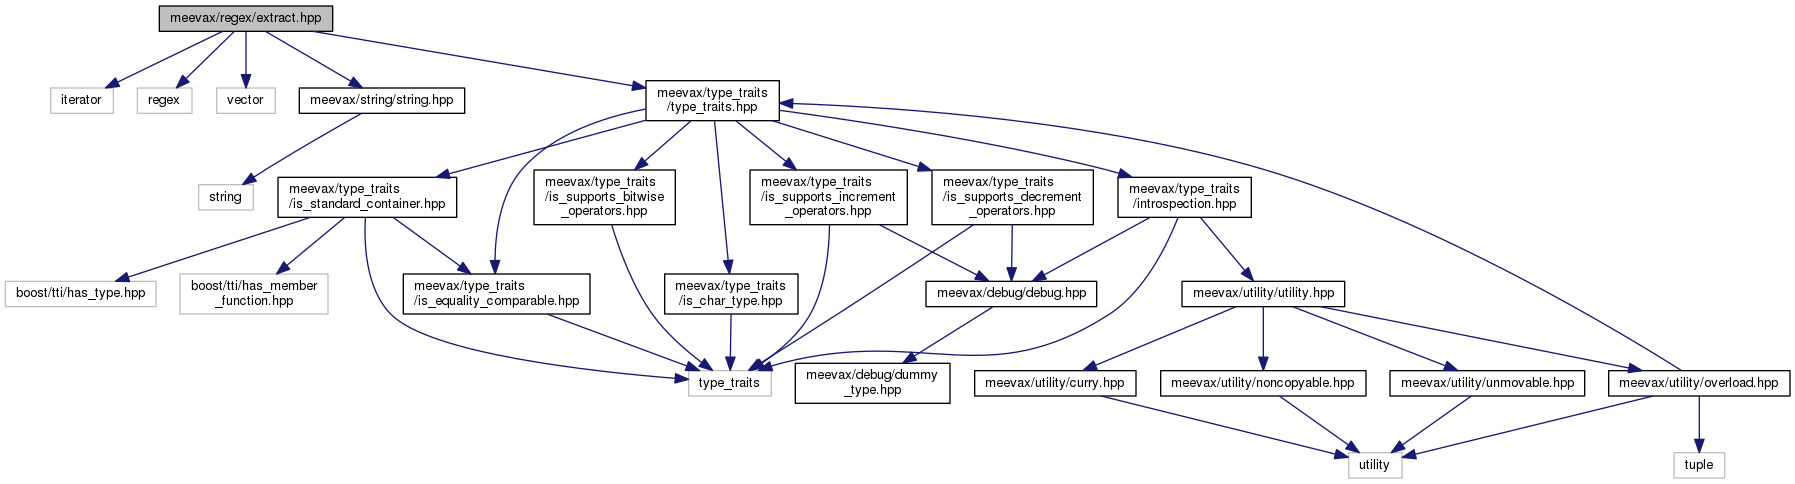 meevax/regex/extract.hpp
iterator
regex
vector
meevax/string/string.hpp
meevax/type_traits
/type_traits.hpp
string
meevax/type_traits
/is_standard_container.hpp
meevax/type_traits
/is_supports_bitwise
_operators.hpp
meevax/type_traits
/is_supports_increment
_operators.hpp
meevax/type_traits
/is_supports_decrement
_operators.hpp
meevax/type_traits
/introspection.hpp
boost/tti/has_type.hpp
boost/tti/has_member
_function.hpp
meevax/type_traits
/is_equality_comparable.hpp
meevax/type_traits
/is_char_type.hpp
meevax/debug/debug.hpp
meevax/utility/utility.hpp
type_traits
meevax/debug/dummy
_type.hpp
meevax/utility/curry.hpp
meevax/utility/noncopyable.hpp
meevax/utility/unmovable.hpp
meevax/utility/overload.hpp
utility
tuple